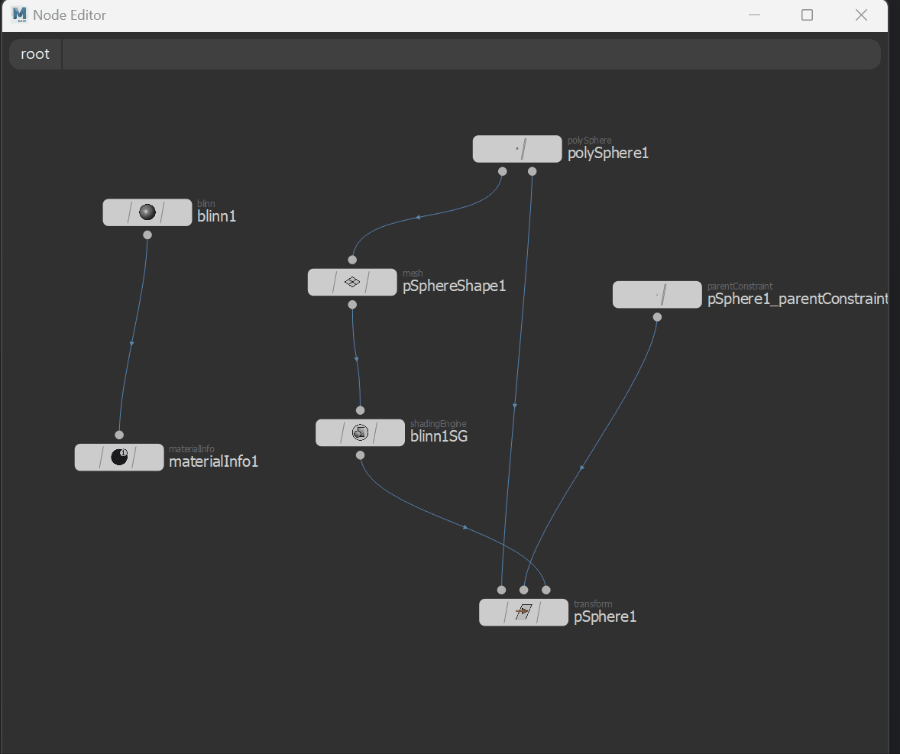 Node Editor
root
polySphere
polySphere1
blinn
blinn1
mesh
pSphereShape1
parentConstraint
pSphere1_parentConstraint
shadingEngine
blinn1SG
materialInfo
materialInfo1
transform
pSphere1